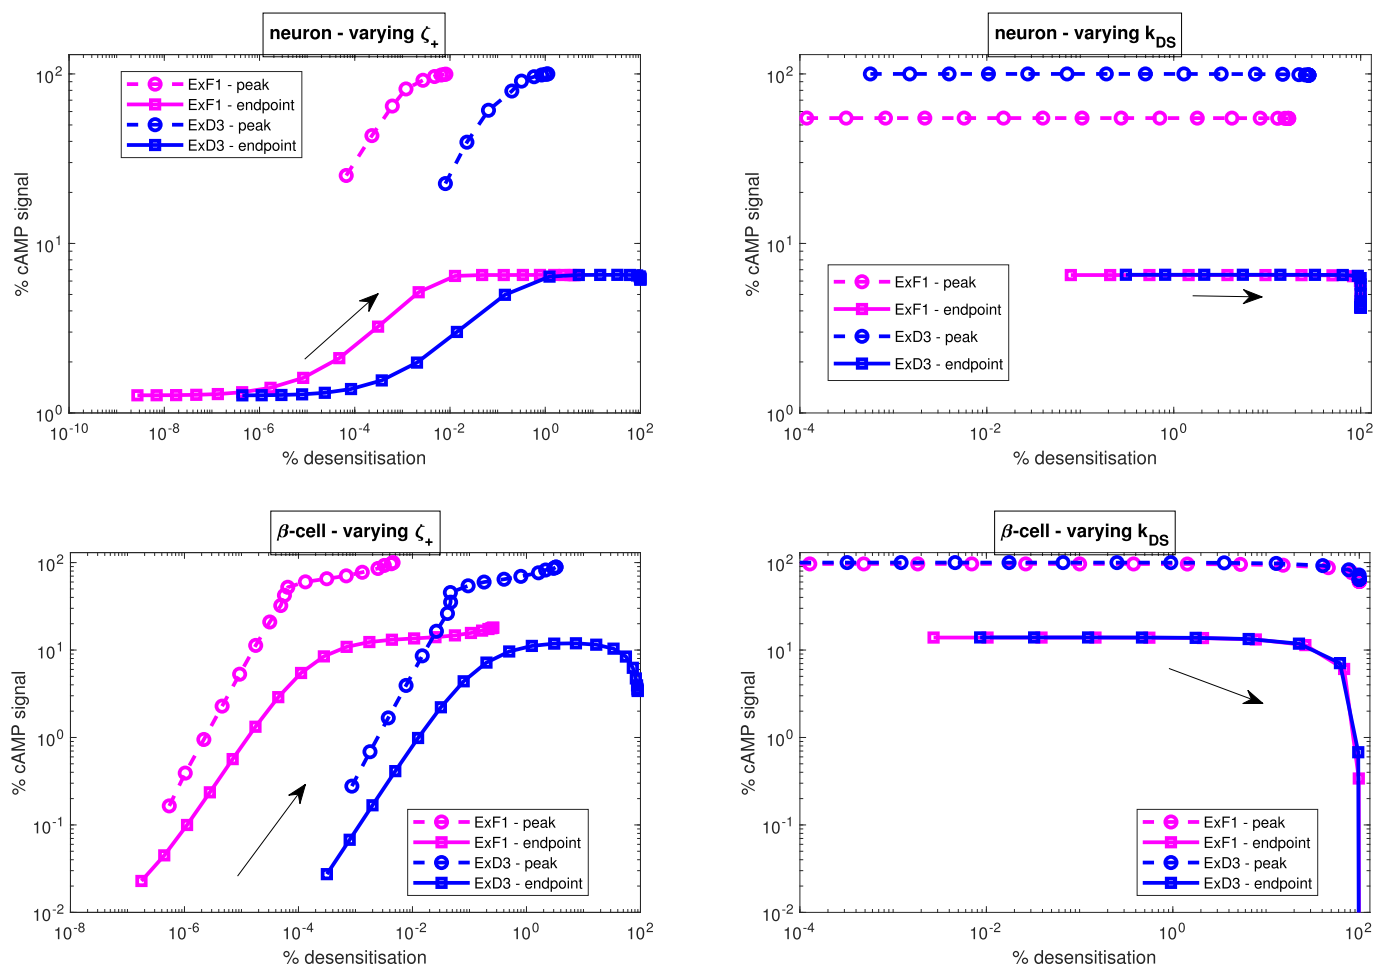 neuron - varying ζ+
% cAMP signal
10^2
10^1
10^0
ExF1 - peak
ExF1 - endpoint
ExD3 - peak
ExD3 - endpoint
10^-10
10^-8
10^-6
10^-4
10^-2
10^0
10^2
% desensitisation
neuron - varying kDS
% cAMP signal
10^2
10^1
10^0
ExF1 - peak
ExF1 - endpoint
ExD3 - peak
ExD3 - endpoint
10^-4
10^-2
10^0
10^2
% desensitisation
β-cell - varying ζ+
% cAMP signal
10^2
10^1
10^0
10^-1
10^-2
ExF1 - peak
ExF1 - endpoint
ExD3 - peak
ExD3 - endpoint
10^-8
10^-6
10^-4
10^-2
10^0
10^2
% desensitisation
β-cell - varying kDS
% cAMP signal
10^2
10^1
10^0
10^-1
10^-2
ExF1 - peak
ExF1 - endpoint
ExD3 - peak
ExD3 - endpoint
10^-4
10^-2
10^0
10^2
% desensitisation